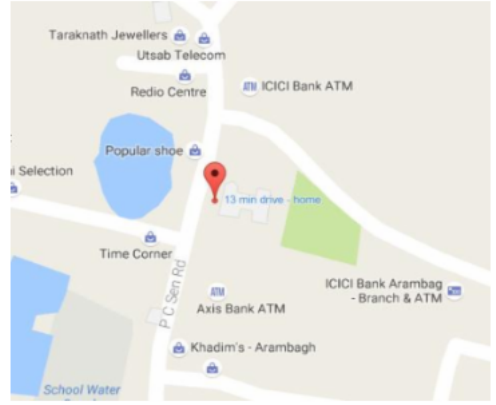 Taraknath Jewellers
Utsab Telecom
Redio Centre
ATM ICICI Bank ATM
Popular shoe
i Selection
13 min drive - home
Time Corner
ICICI Bank Arambag
- Branch & ATM
ATM
Axis Bank ATM
P C Sen Rd
Khadim's - Arambagh
School Water